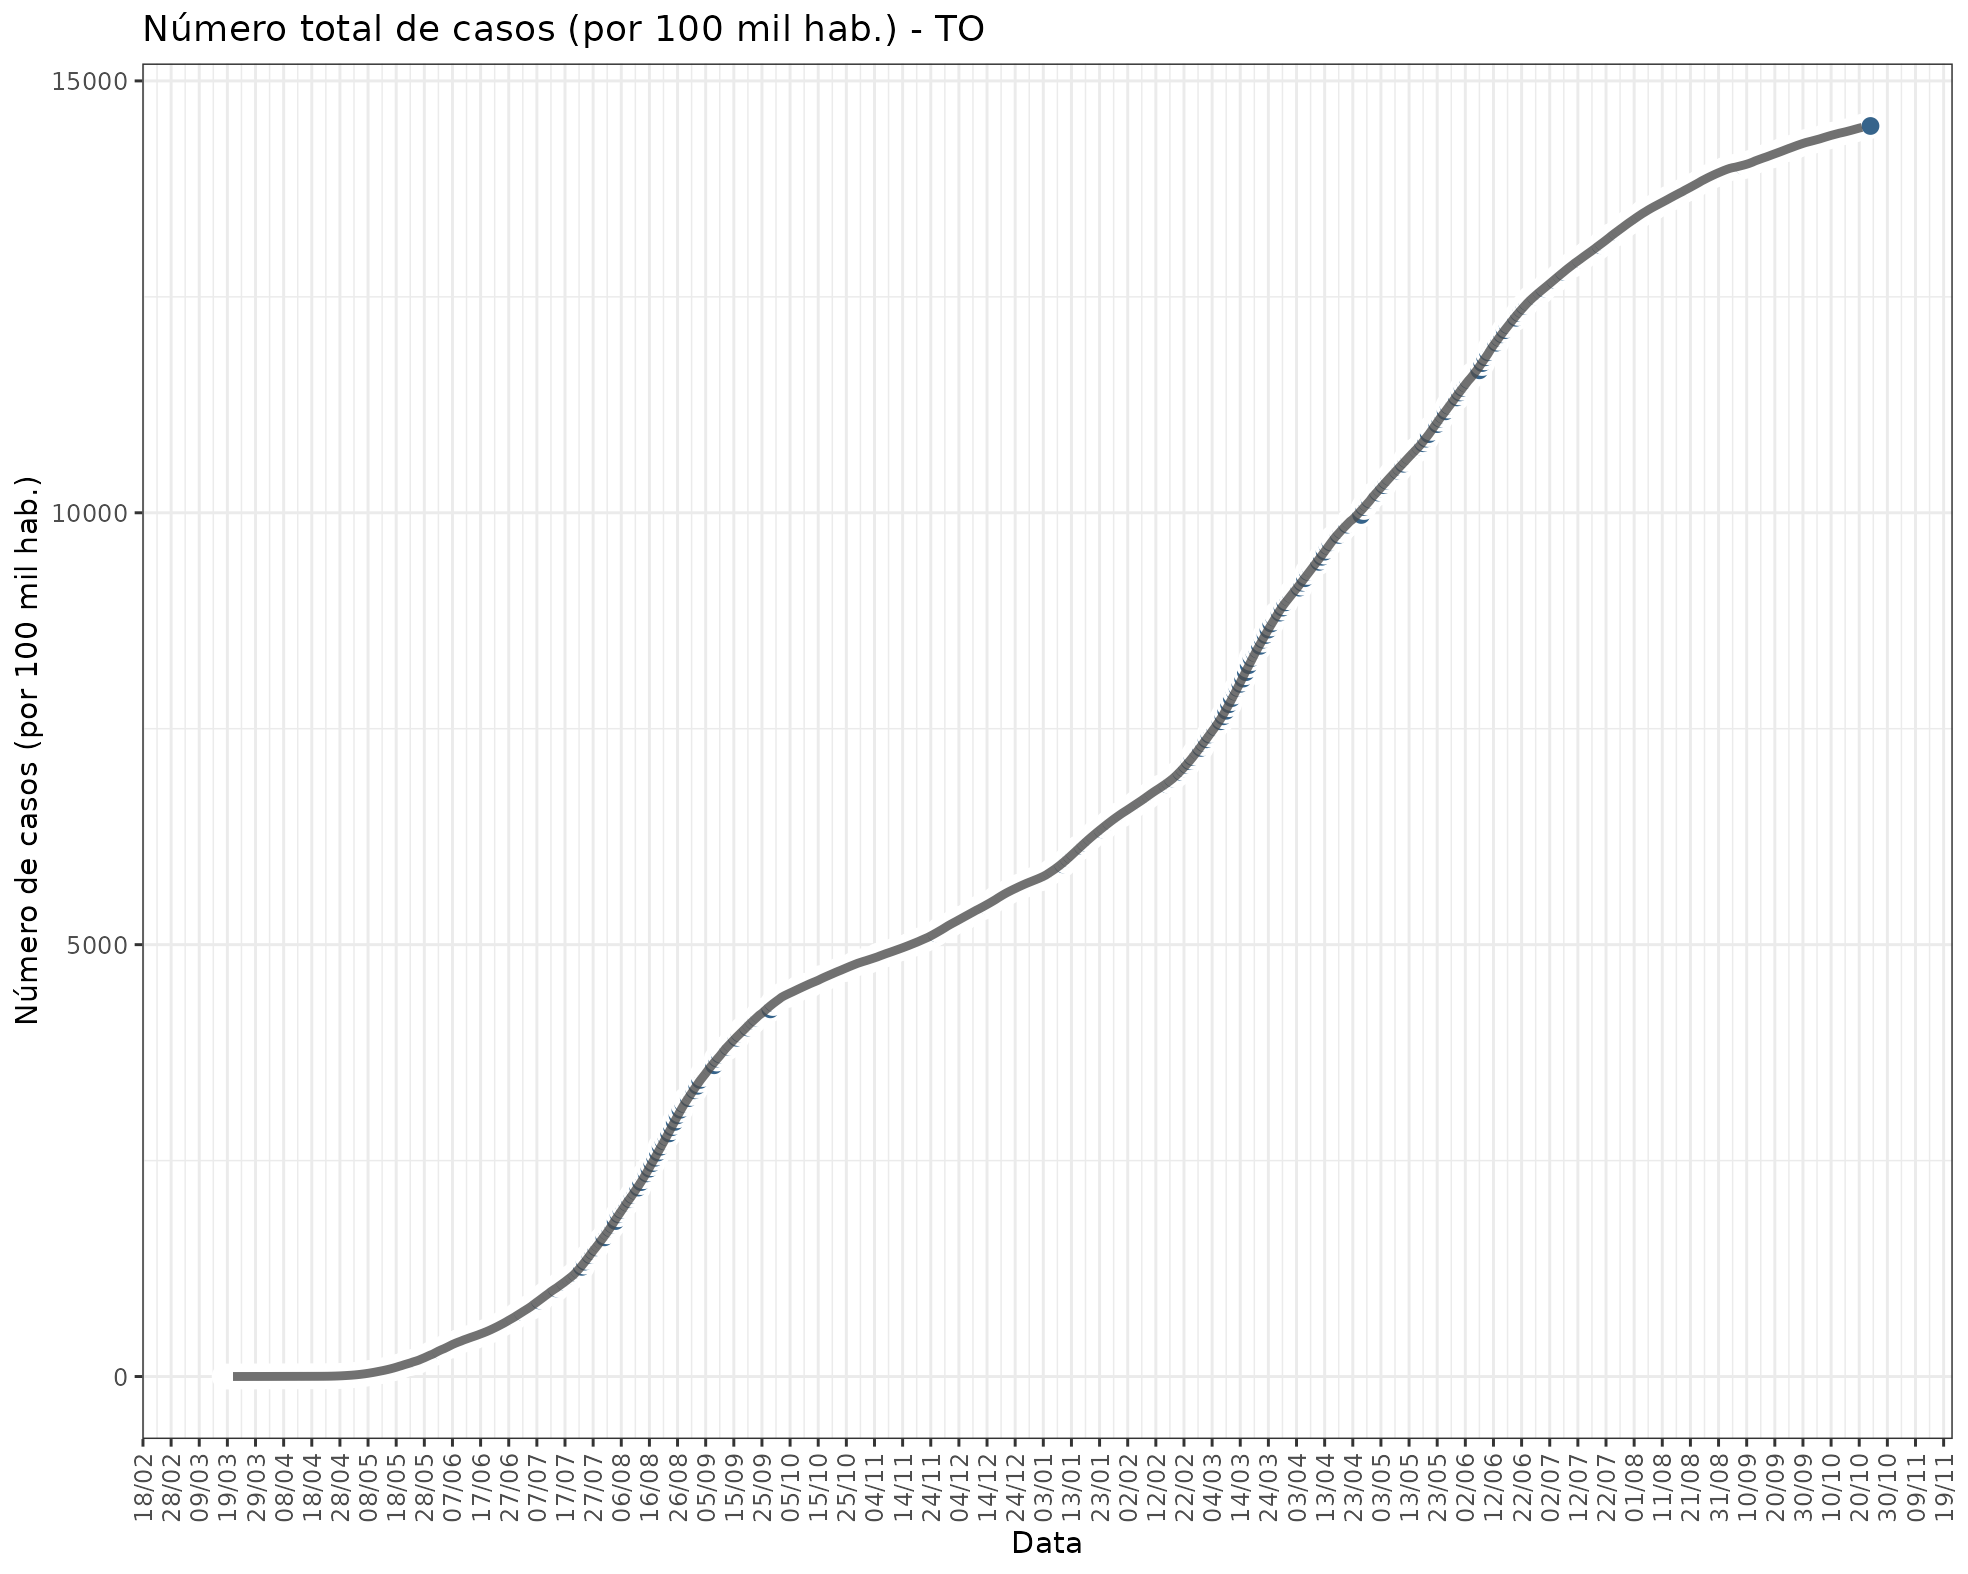 Número total de casos (por 100 mil hab.) - TO
Número de casos (por 100 mil hab.)
15000
10000
5000
0
18/02 28/02 09/03 19/03 29/03 08/04 18/04 28/04 08/05 18/05 28/05 07/06 17/06 27/06 07/07 17/07 27/07 06/08 16/08 26/08 05/09 15/09 25/09 05/10 15/10 25/10 04/11 14/11 24/11 04/12 14/12 24/12 03/01 13/01 23/01 02/02 12/02 22/02 04/03 14/03 24/03 03/04 13/04 23/04 03/05 13/05 23/05 02/06 12/06 22/06 02/07 12/07 22/07 01/08 11/08 21/08 31/08 10/09 20/09 30/09 10/10 20/10 30/10 09/11 19/11
Data